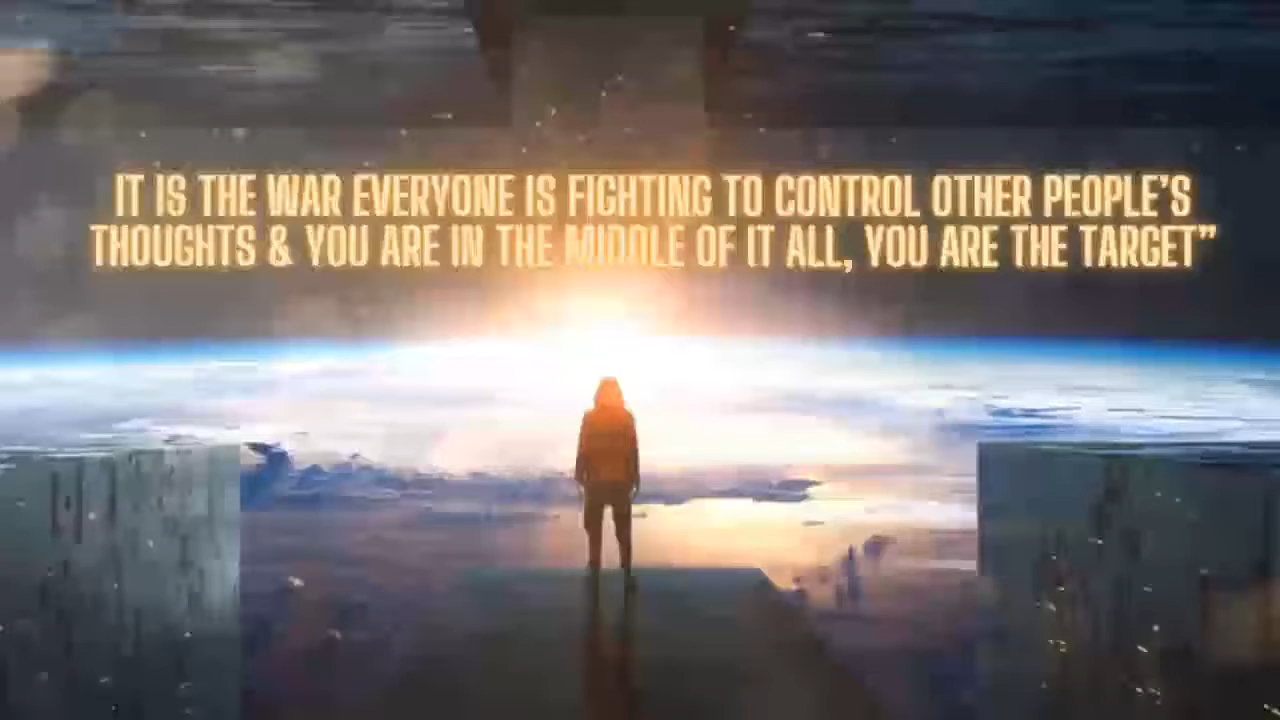 IT IS THE WAR EVERYONE IS FIGHTING TO CONTROL OTHER PEOPLE’S
THOUGHTS & YOU ARE IN THE MIDDLE OF IT ALL, YOU ARE THE TARGET”